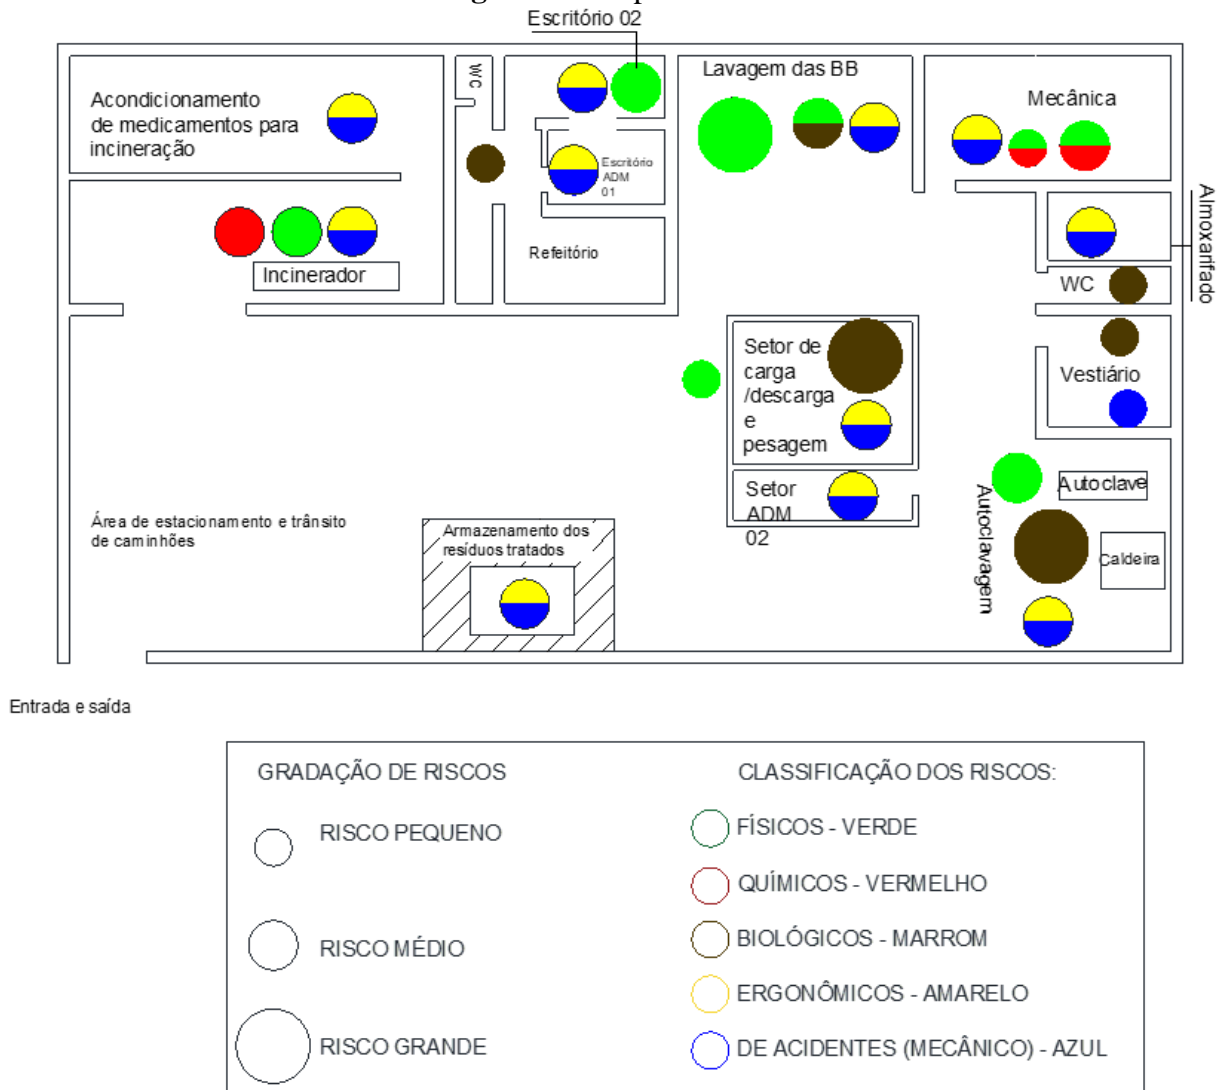 Escritório 02
WC
Lavagem das BB
Mecânica
Acondicionamento
de medicamentos para
incineração
Escritório
ADM
01
Almoxarifado
Refeitório
Incinerador
WC
Setor de
carga
/descarga
e
pesagem
Vestiário
Autoclave
Autoclavagem
Setor
ADM
02
Área de estacionamento e trânsito
de caminhões
Armazenamento dos
resíduos tratados
Caldeira
Entrada e saída
GRADAÇÃO DE RISCOS
RISCO PEQUENO
RISCO MÉDIO
RISCO GRANDE
CLASSIFICAÇÃO DOS RISCOS:
FÍSICOS - VERDE
QUÍMICOS - VERMELHO
BIOLÓGICOS - MARROM
ERGONÔMICOS - AMARELO
DE ACIDENTES (MECÂNICO) - AZUL